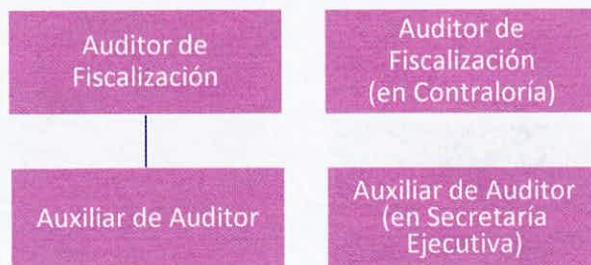 Auditor de
Fiscalización
Auditor de
Fiscalización
(en Contraloría)
Auxiliar de Auditor
Auxiliar de Auditor
(en Secretaría
Ejecutiva)